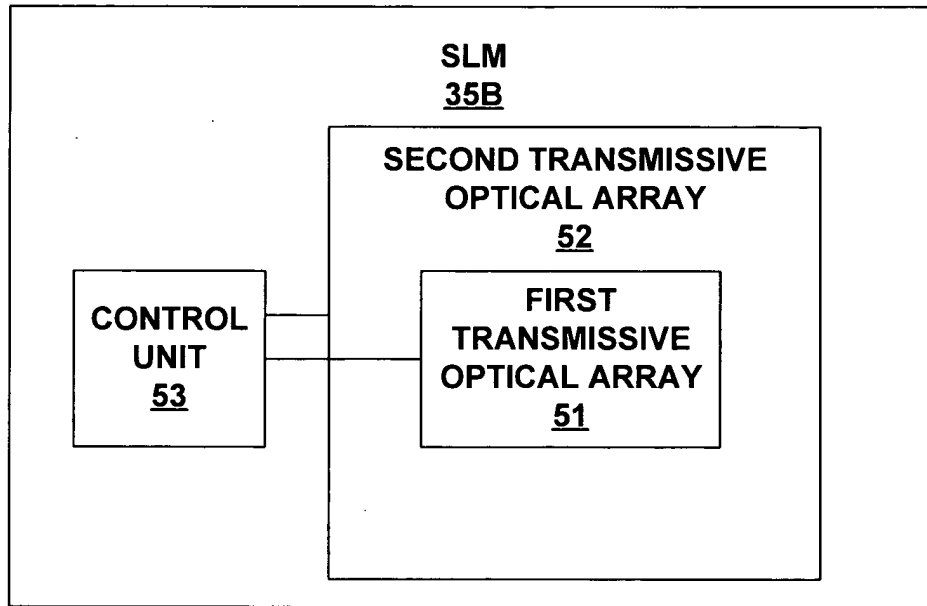 SLM
35B
SECOND TRANSMISSIVE
OPTICAL ARRAY
52
CONTROL
UNIT
53
FIRST
TRANSMISSIVE
OPTICAL ARRAY
51